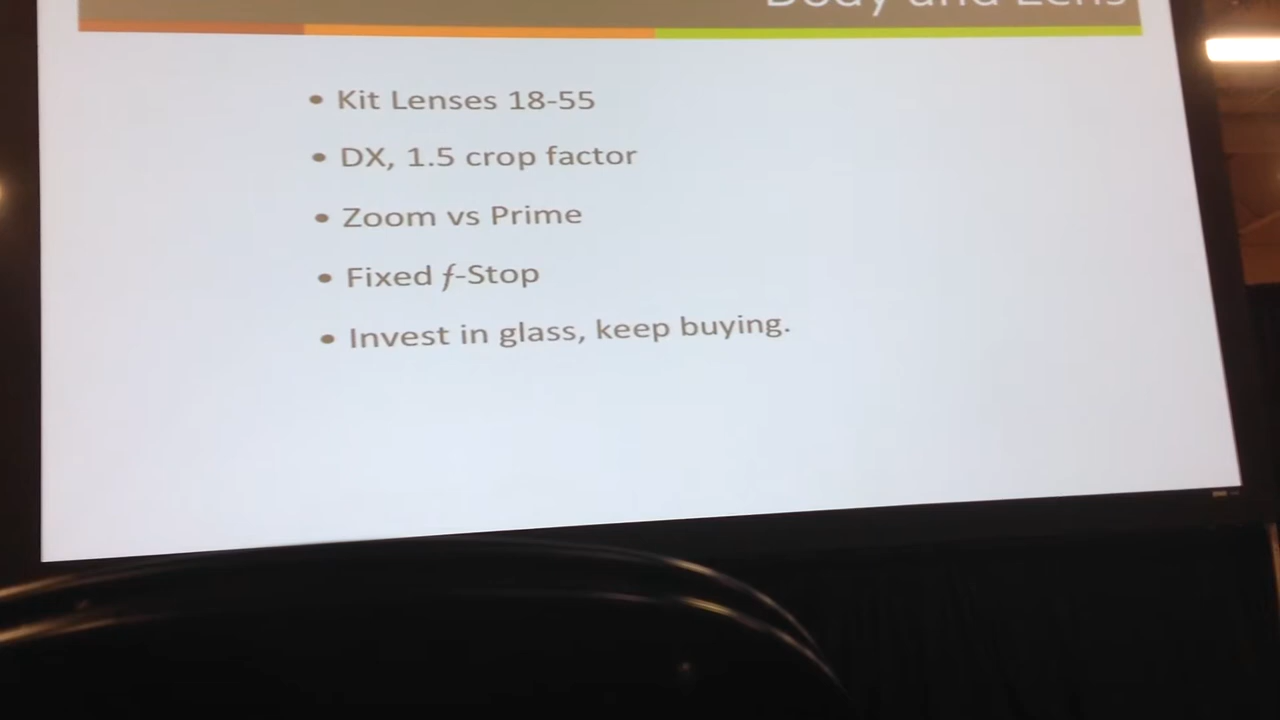 Body and Lens
• Kit Lenses 18-55
• DX, 1.5 crop factor
• Zoom vs Prime
• Fixed f-Stop
• Invest in glass, keep buying.